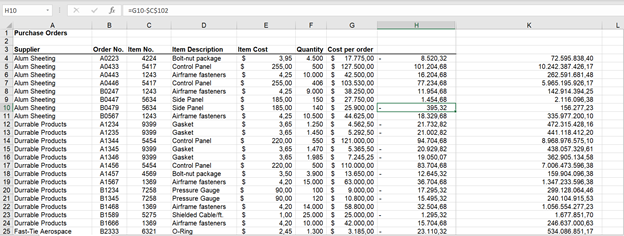 H10 =G10-$C$102
A B C D E F G H K L
1 Purchase Orders
2
3 Supplier Order No. Item No. Item Description Item Cost Quantity Cost per order
4 Alum Sheeting A0223 4224 Bolt-nut package $ 3,95 4.500 $ 17.775,00 - 8.520,32 72.595.838,40
5 Alum Sheeting A0433 5417 Control Panel $ 255,00 500 $ 127.500,00 101.204,68 10.242.387.426,17
6 Alum Sheeting A0443 1243 Airframe fasteners $ 4,25 10.000 $ 42.500,00 16.204,68 262.591.681,48
7 Alum Sheeting A0446 5417 Control Panel $ 255,00 406 $ 103.530,00 77.234,68 5.965.195.926,17
8 Alum Sheeting B0247 1243 Airframe fasteners $ 4,25 9.000 $ 38.250,00 11.954,68 142.914.394,25
9 Alum Sheeting B0447 5634 Side Panel $ 185,00 150 $ 27.750,00 1.454,68 2.116.096,38
10 Alum Sheeting B0479 5634 Side Panel $ 185,00 140 $ 25.900,00 - 395,32 156.277,23
11 Alum Sheeting B0567 1243 Airframe fasteners $ 4,25 10.500 $ 44.625,00 18.329,68 335.977.200,10
12 Durrable Products A1234 9399 Gasket $ 3,65 1.250 $ 4.562,50 - 21.732,82 472.315.428,16
13 Durrable Products A1235 9399 Gasket $ 3,65 1.450 $ 5.292,50 - 21.002,82 441.118.412,20
14 Durrable Products A1344 5454 Control Panel $ 220,00 550 $ 121.000,00 94.704,68 8.968.976.575,10
15 Durrable Products A1345 9399 Gasket $ 3,65 1.470 $ 5.365,50 - 20.929,82 438.057.329,61
16 Durrable Products A1346 9399 Gasket $ 3,65 1.985 $ 7.245,25 - 19.050,07 362.905.134,58
17 Durrable Products A1456 5454 Control Panel $ 220,00 500 $ 110.000,00 83.704,68 7.006.473.596,38
18 Durrable Products A1457 4569 Bolt-nut package $ 3,50 3.900 $ 13.650,00 - 12.645,32 159.904.096,38
19 Durrable Products A1567 1369 Airframe fasteners $ 4,20 15.000 $ 63.000,00 36.704,68 1.347.233.596,38
20 Durrable Products B1234 7258 Pressure Gauge $ 90,00 100 $ 9.000,00 - 17.295,32 299.128.064,46
21 Durrable Products B1345 7258 Pressure Gauge $ 90,00 120 $ 10.800,00 - 15.495,32 240.104.915,53
22 Durrable Products B1468 1369 Airframe fasteners $ 4,20 14.000 $ 58.800,00 32.504,68 1.056.554.277,23
23 Durrable Products B1589 5275 Shielded Cable/ft. $ 1,00 25.000 $ 25.000,00 - 1.295,32 1.677.851,70
24 Durrable Products B1666 1369 Airframe fasteners $ 4,20 10.000 $ 42.000,00 15.704,68 246.637.000,63
25 Fast-Tie Aerospace B2333 6321 O-Ring $ 2,45 1.300 $ 3.185,00 - 23.110,32 534.086.851,17